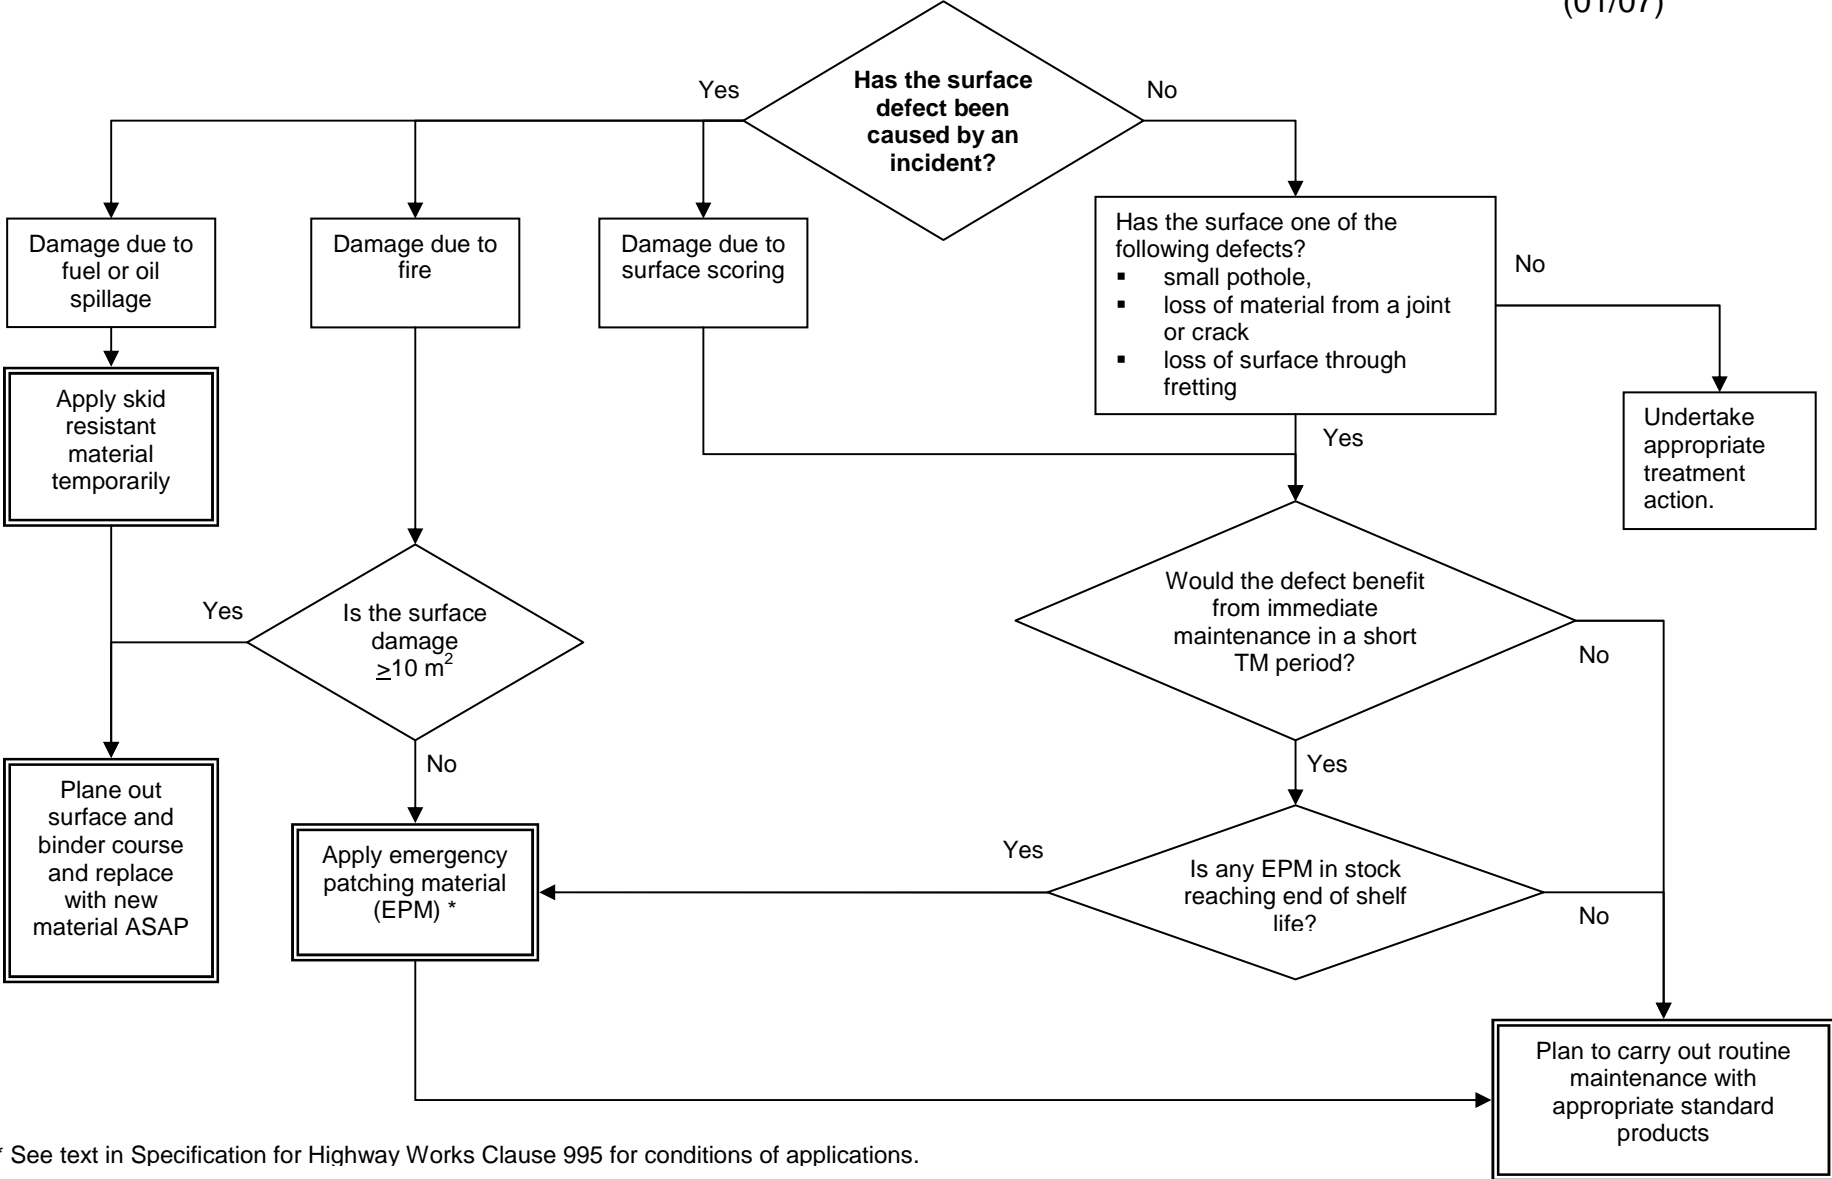 (01/07)
Has the surface
defect been
caused by an
incident?
Yes
No
Damage due to
fuel or oil
spillage
Damage due to
fire
Damage due to
surface scoring
Has the surface one of the
following defects?
▪ small pothole,
▪ loss of material from a joint
or crack
▪ loss of surface through
fretting
No
Yes
Undertake
appropriate
treatment
action.
Apply skid
resistant
material
temporarily
Yes
Is the surface
damage
≥10 m²
No
Would the defect benefit
from immediate
maintenance in a short
TM period?
No
Yes
Plane out
surface and
binder course
and replace
with new
material ASAP
Apply emergency
patching material
(EPM) *
Yes
Is any EPM in stock
reaching end of shelf
life?
No
Plan to carry out routine
maintenance with
appropriate standard
products
* See text in Specification for Highway Works Clause 995 for conditions of applications.